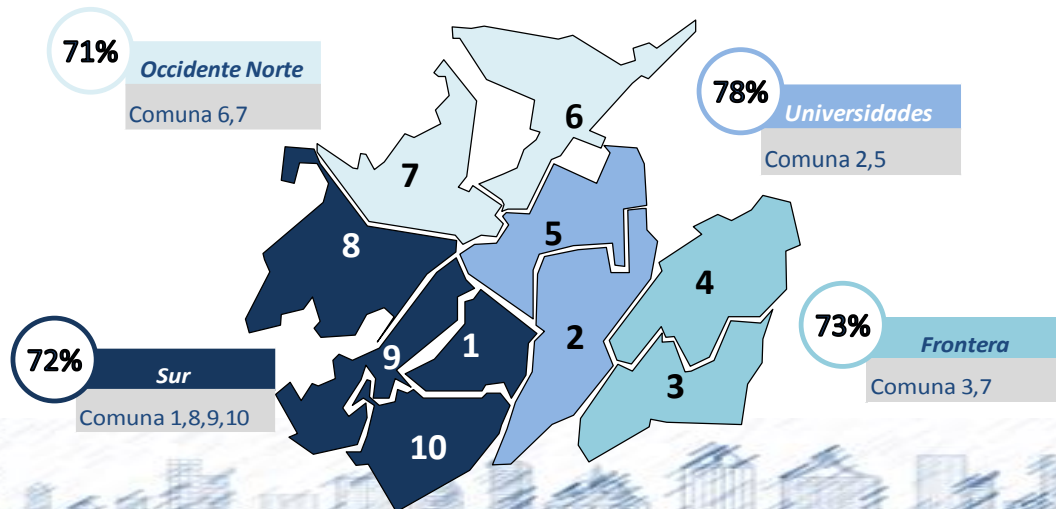 71%
Occidente Norte
Comuna 6,7
78%
Universidades
Comuna 2,5
6
7
8
5
4
9
1
2
3
10
72%
Sur
Comuna 1,8,9,10
73%
Frontera
Comuna 3,7